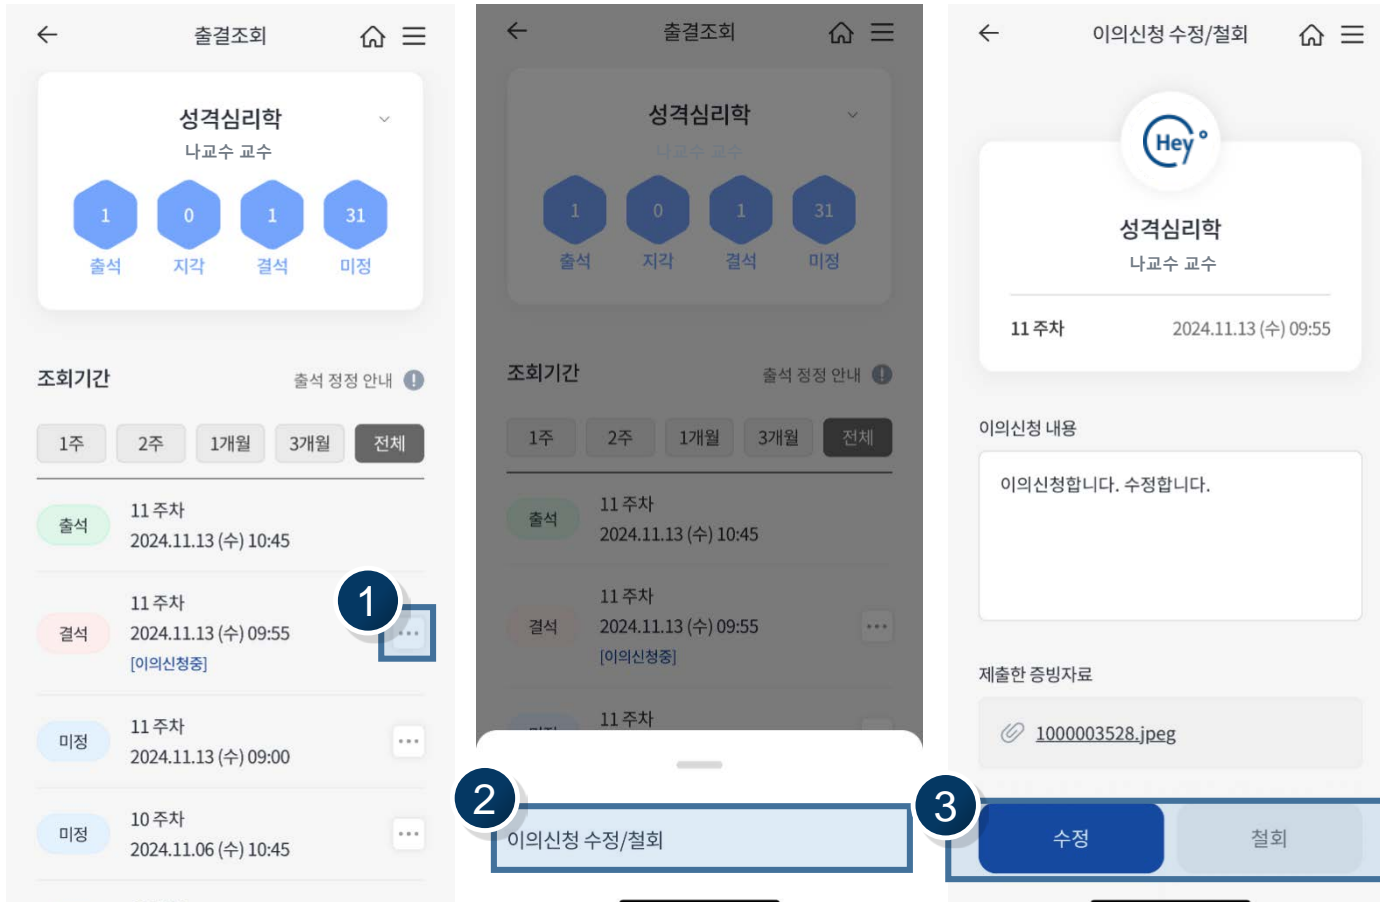 출결조회
성격심리학
나교수 교수
1 0 1 31
출석 지각 결석 미정
조회기간 출석 정정 안내 !
1주 2주 1개월 3개월 전체
출석 11 주차
2024.11.13 (수) 10:45
11 주차
결석 2024.11.13 (수) 09:55
[이의신청중]
1
미정 11 주차
2024.11.13 (수) 09:00
미정 10 주차
2024.11.06 (수) 10:45
출결조회
성격심리학
나교수 교수
1 0 1 31
출석 지각 결석 미정
조회기간 출석 정정 안내 !
1주 2주 1개월 3개월 전체
출석 11 주차
2024.11.13 (수) 10:45
11 주차
결석 2024.11.13 (수) 09:55
[이의신청중]
11 주차
2
이의신청 수정/철회
이의신청 수정/철회
Hey
성격심리학
나교수 교수
11 주차 2024.11.13 (수) 09:55
이의신청 내용
이의신청합니다. 수정합니다.
제출한 증빙자료
1000003528.jpeg
3
수정 철회